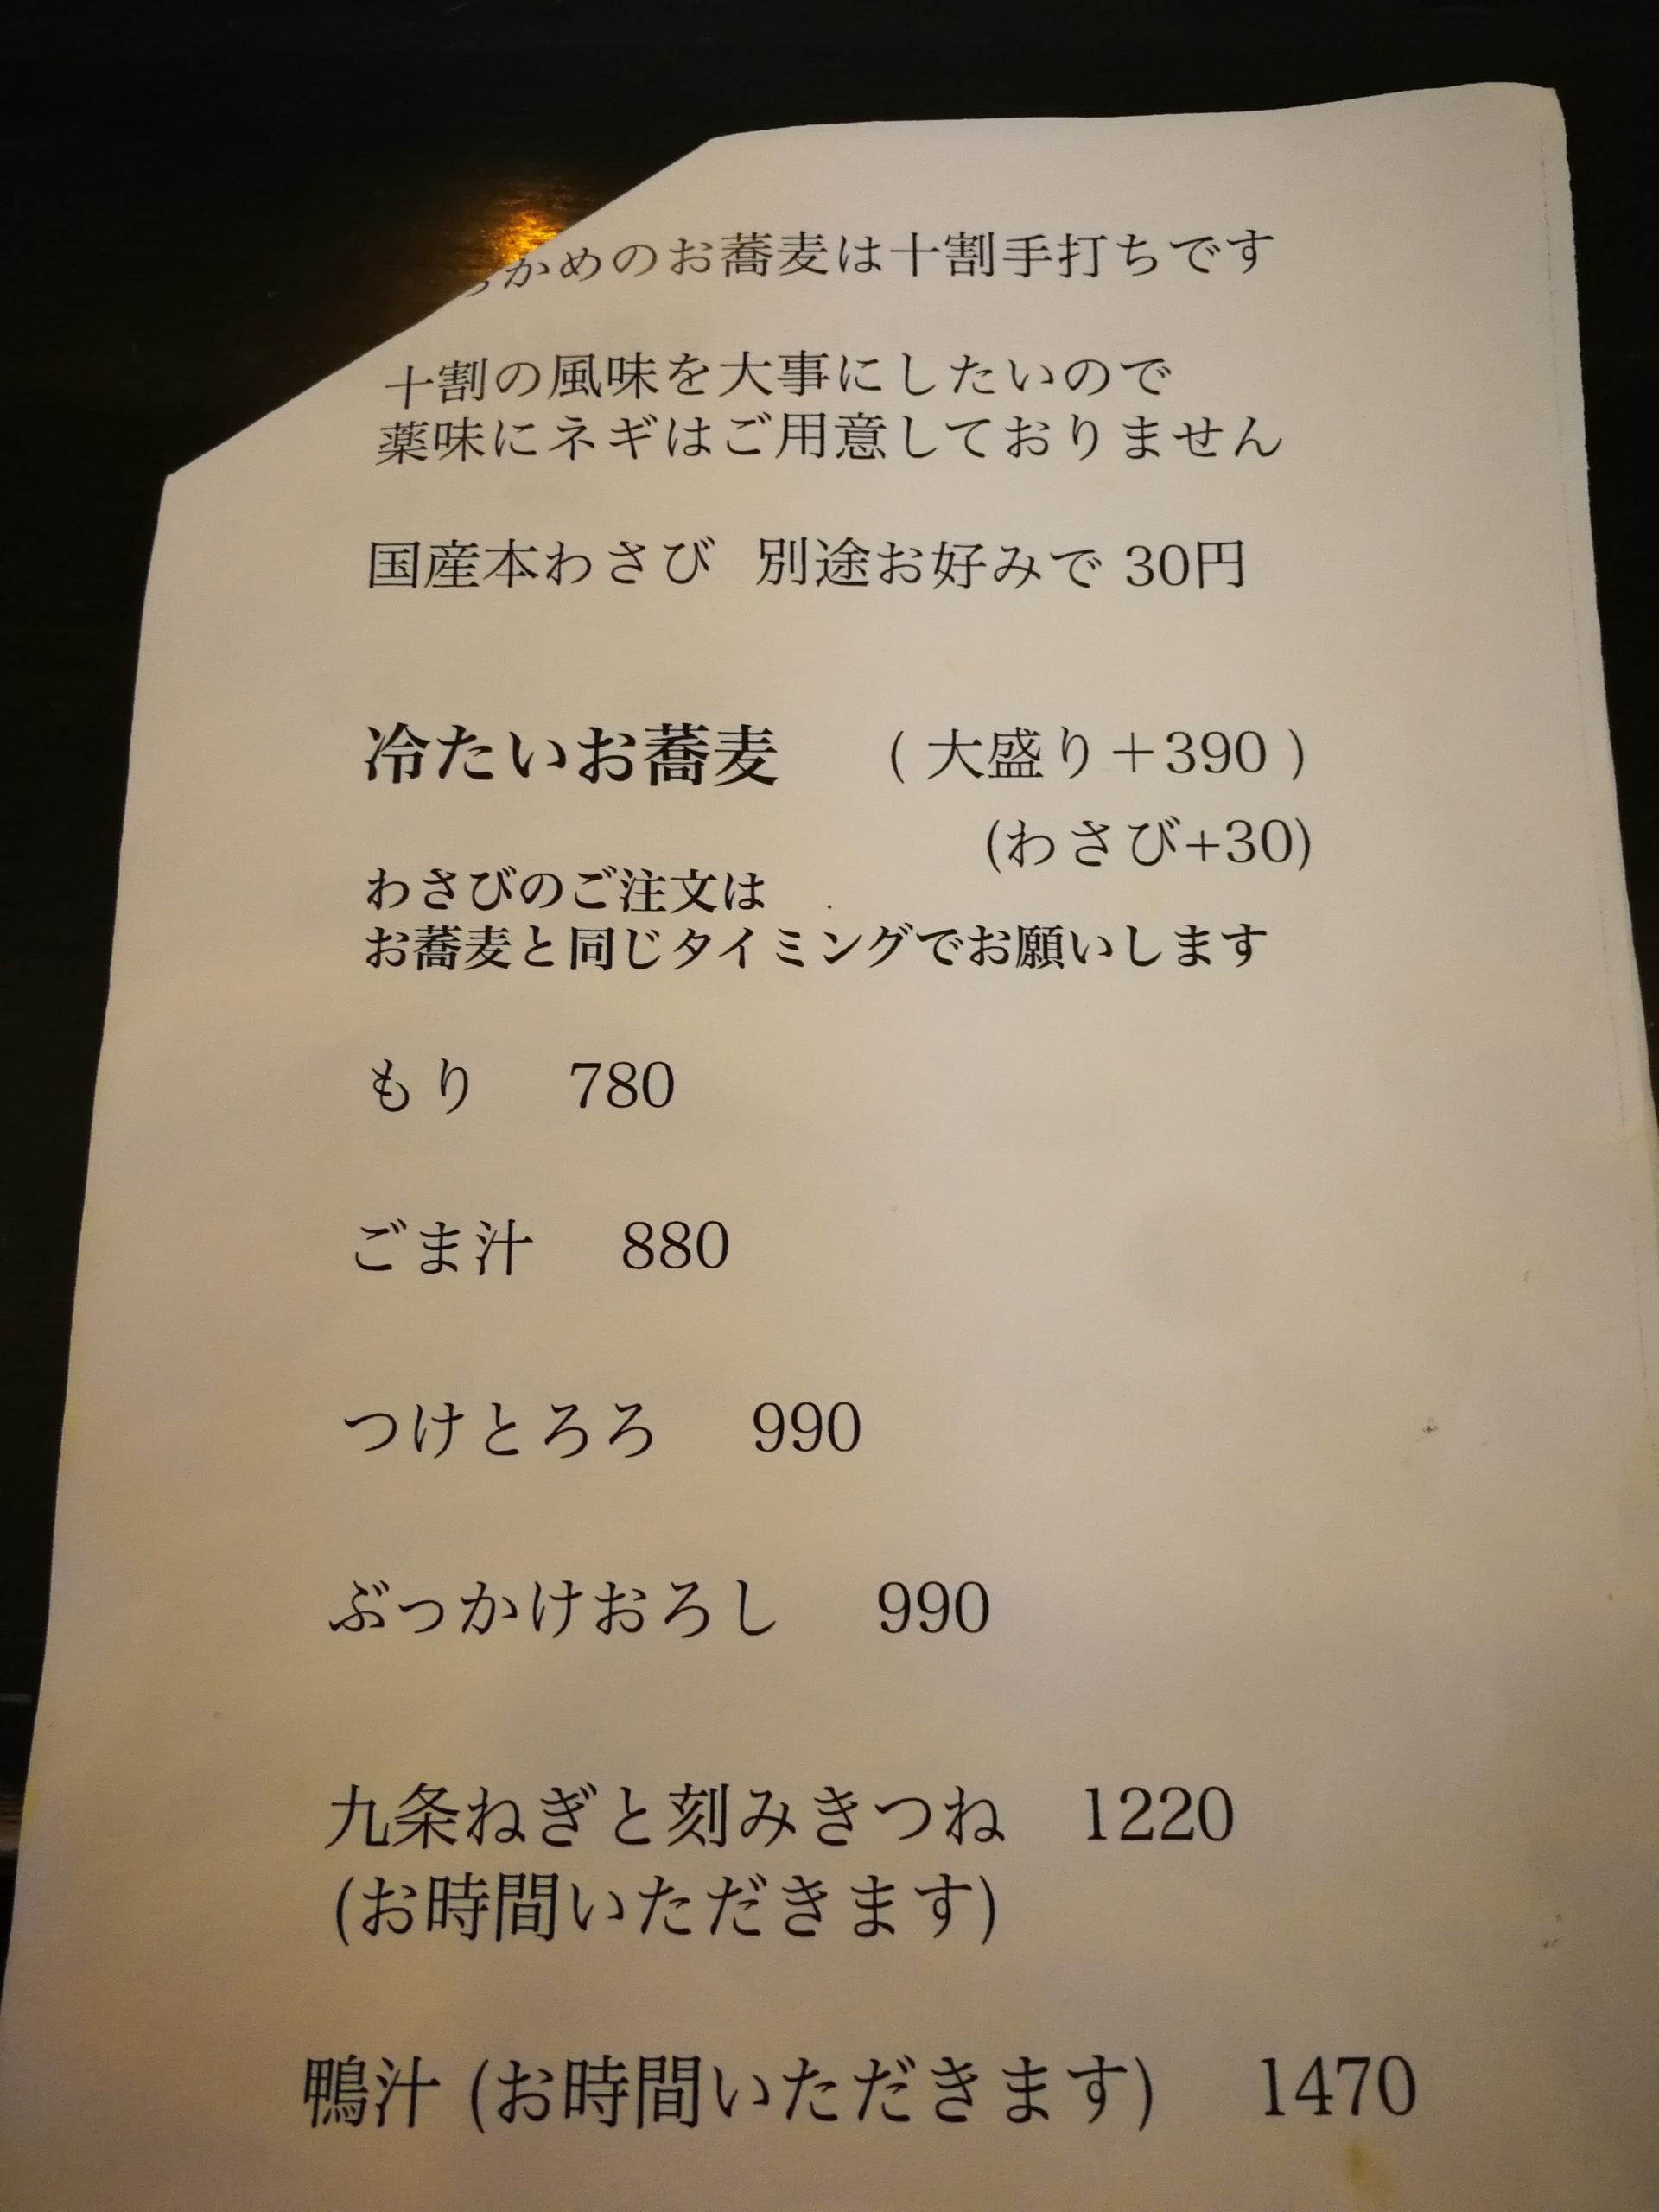 かめのお蕎麦は十割手打ちです
十割の風味を大事にしたいので
薬味にネギはご用意しておりません
国産本わさび 別途お好みで 30円
冷たいお蕎麦 (大盛り+390)
(わさび+30)
わさびのご注文は
お蕎麦と同じタイミングでお願いします
もり 780
ごま汁 880
つけとろろ 990
ぶっかけおろし 990
九条ねぎと刻みきつね 1220
(お時間いただきます)
鴨汁 (お時間いただきます) 1470